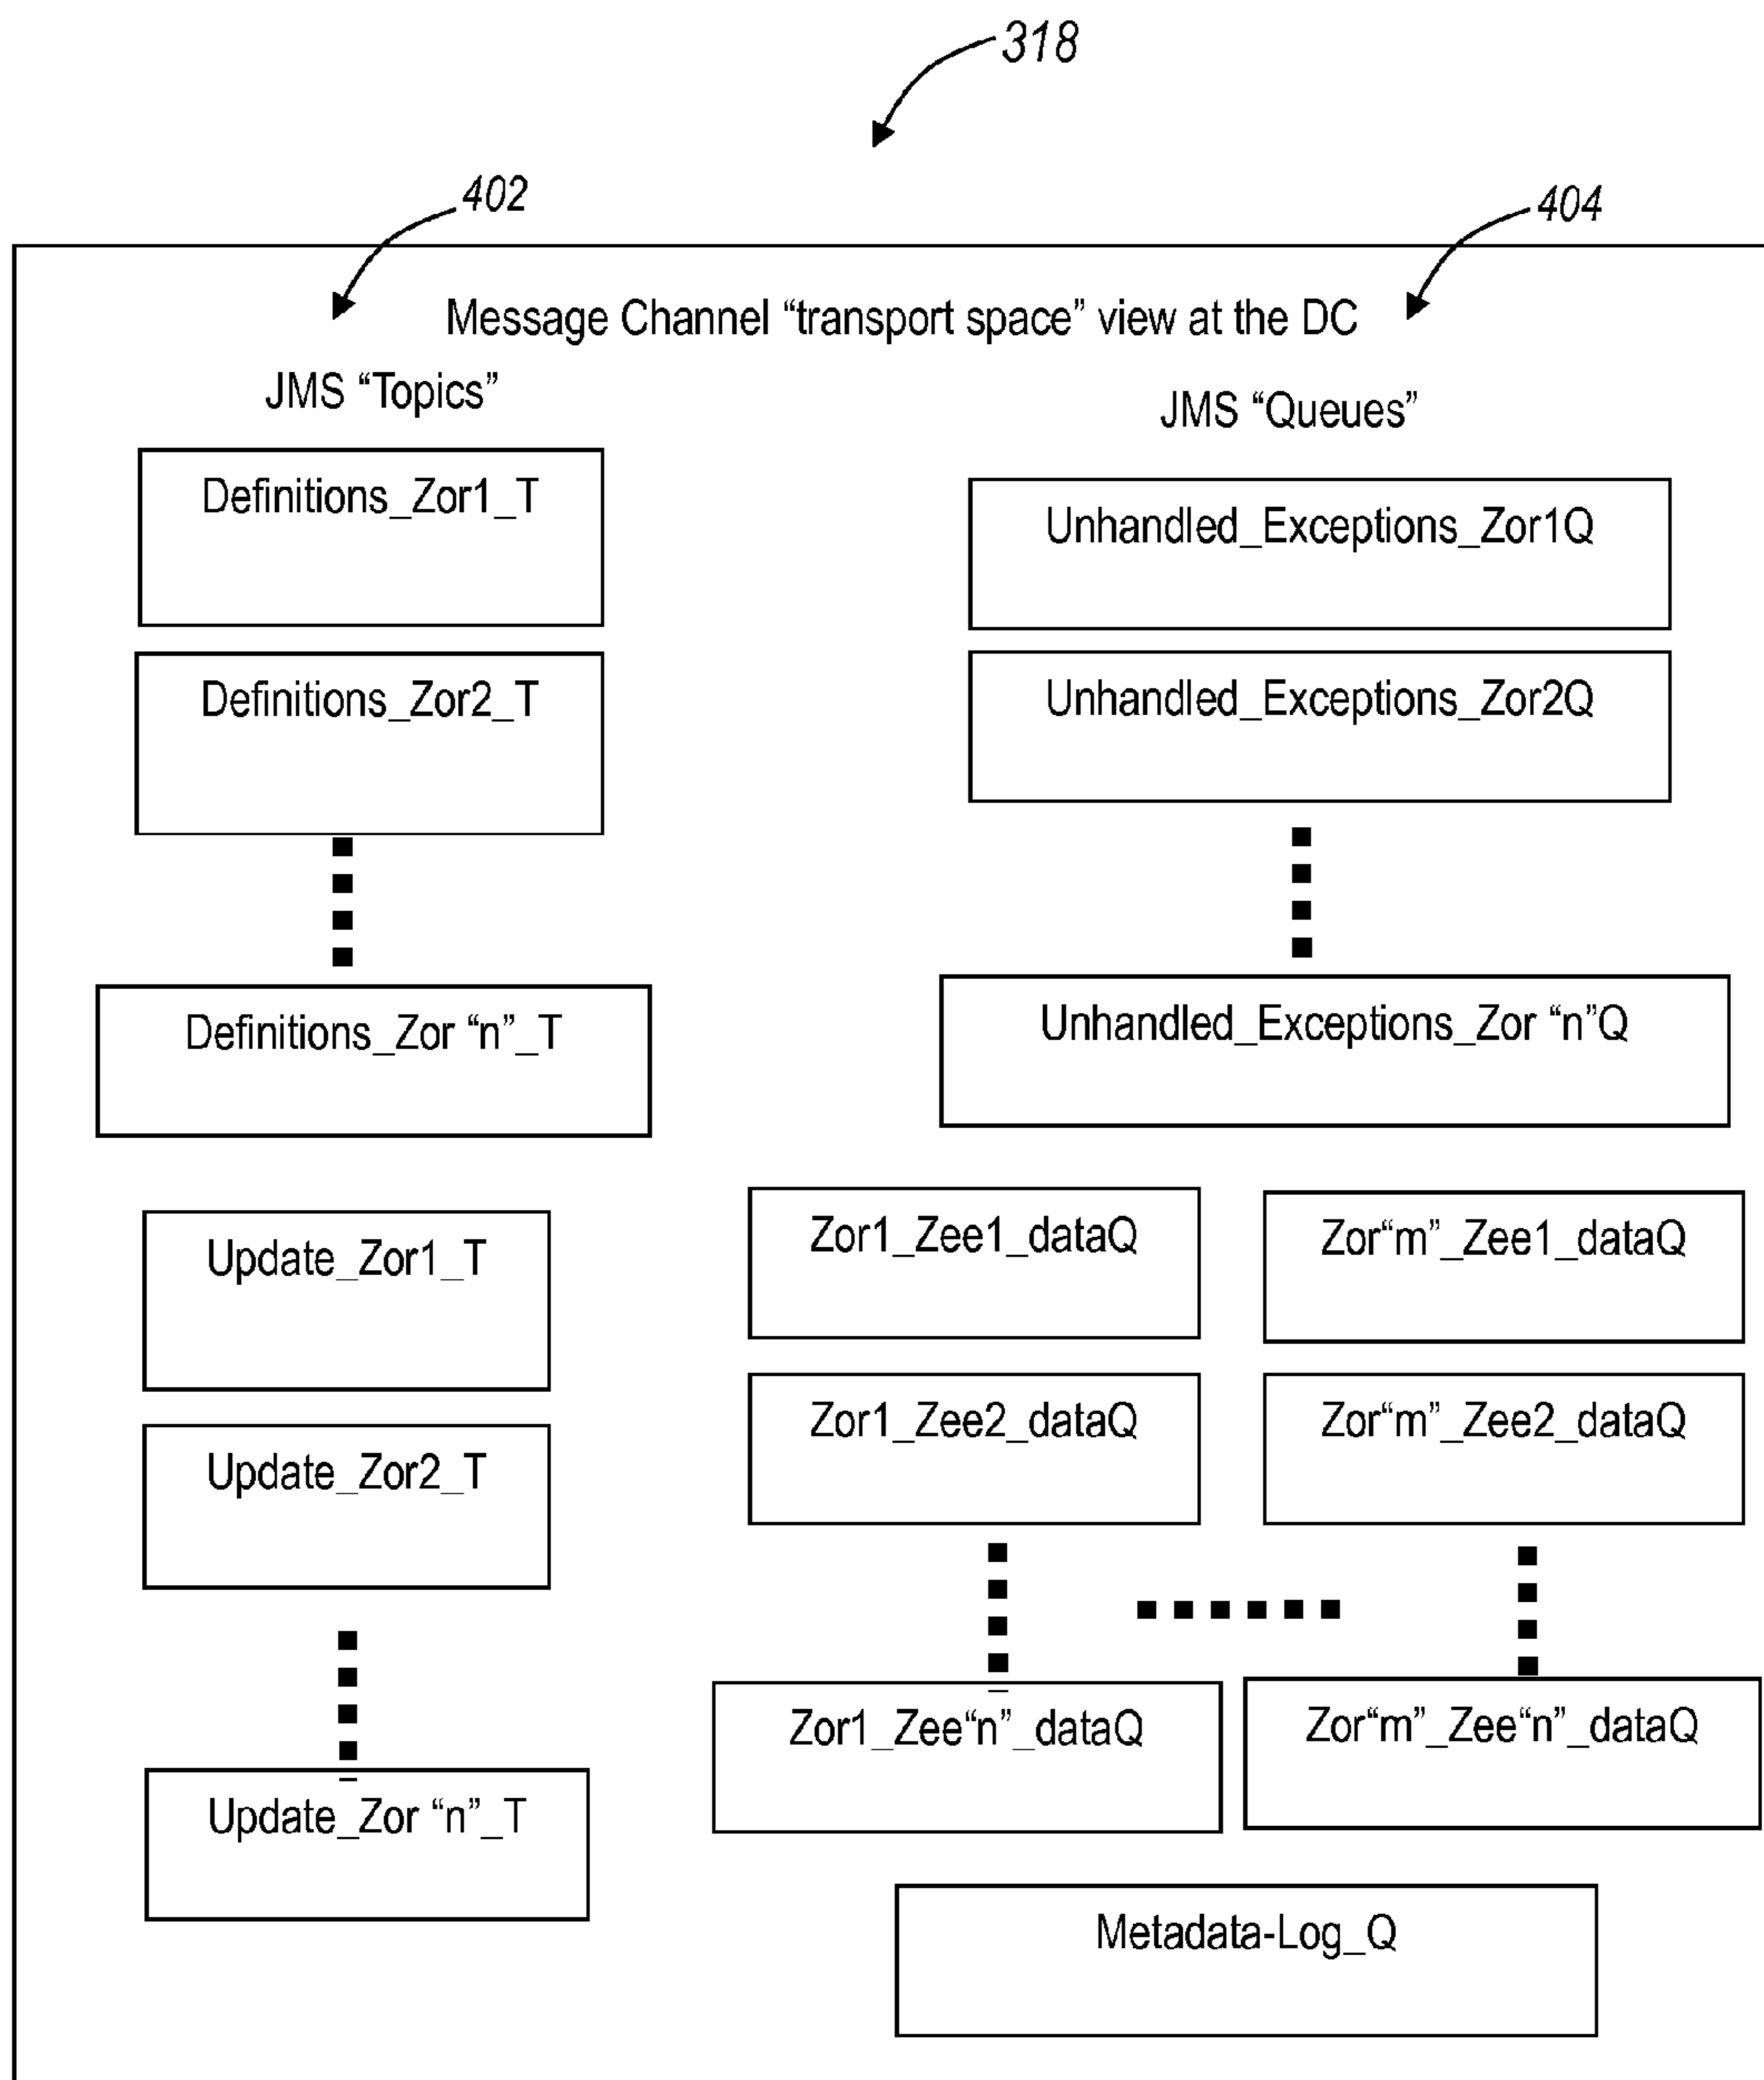 318
402
404
Message Channel “transport space” view at the DC
JMS “Topics”
Definitions_Zor1_T
Definitions_Zor2_T
Definitions_Zor “n”_T
Update_Zor1_T
Update_Zor2_T
Update_Zor “n”_T
JMS “Queues”
Unhandled_Exceptions_Zor1Q
Unhandled_Exceptions_Zor2Q
Unhandled_Exceptions_Zor “n”Q
Zor1_Zee1_dataQ
Zor“m”_Zee1_dataQ
Zor1_Zee2_dataQ
Zor“m”_Zee2_dataQ
Zor1_Zee“n”_dataQ
Zor“m”_Zee“n”_dataQ
Metadata-Log_Q